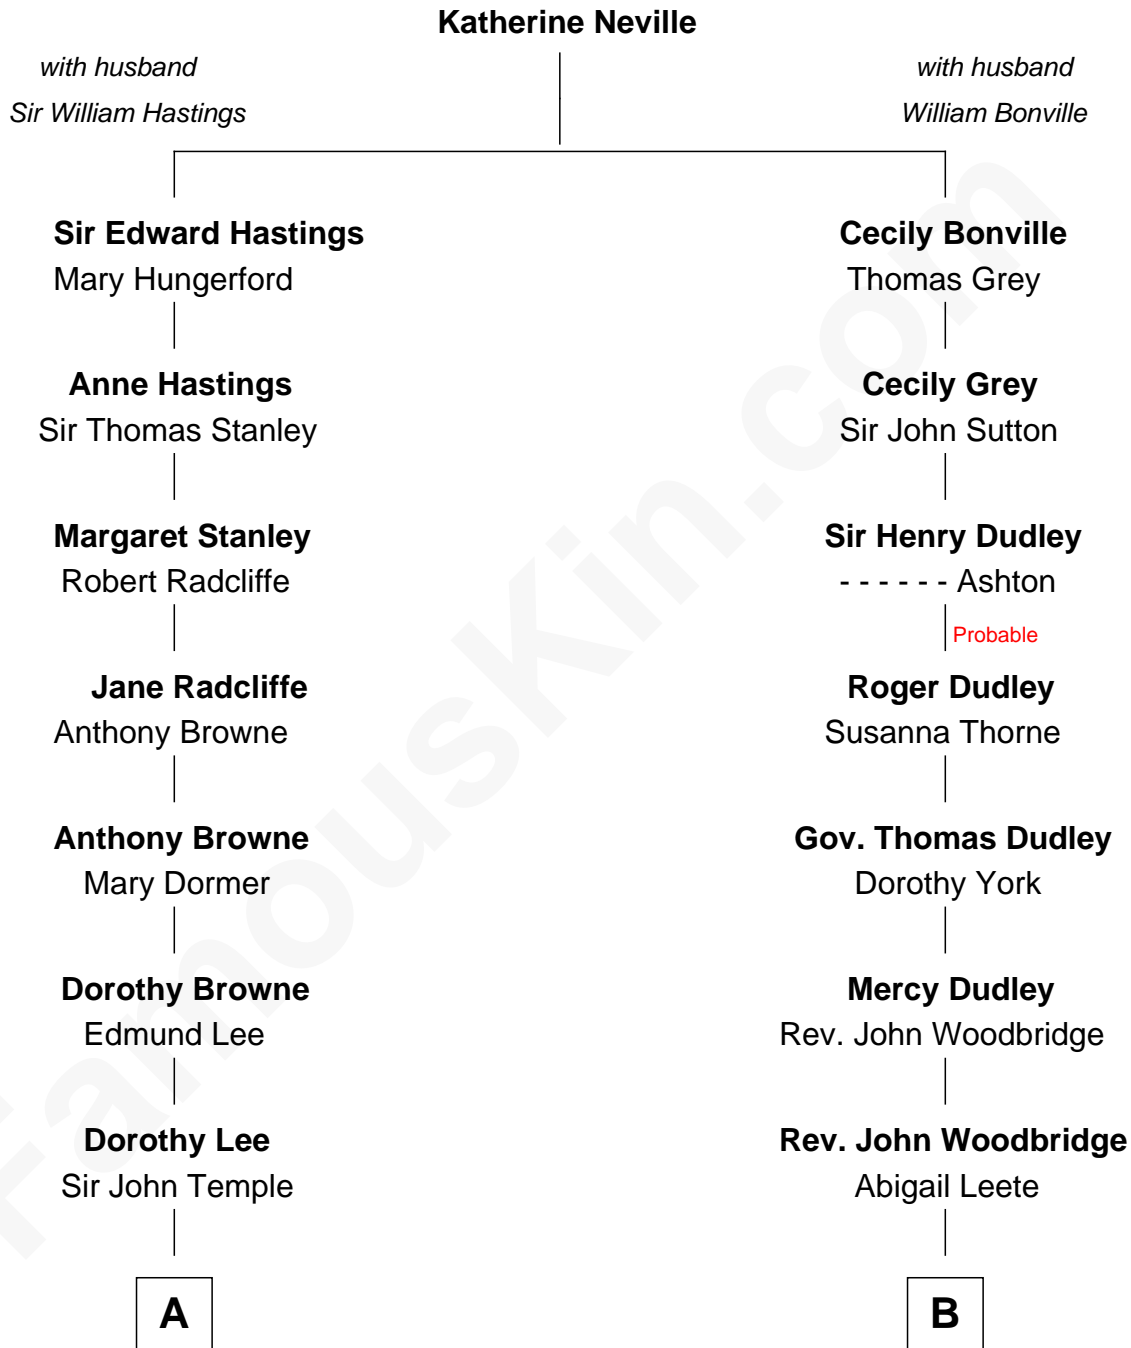 Katherine Neville
with husband
Sir William Hastings
with husband
William Bonville
Sir Edward Hastings
Mary Hungerford
Anne Hastings
Sir Thomas Stanley
Margaret Stanley
Robert Radcliffe
Jane Radcliffe
Anthony Browne
Anthony Browne
Mary Dormer
Dorothy Browne
Edmund Lee
Dorothy Lee
Sir John Temple
A
Cecily Bonville
Thomas Grey
Cecily Grey
Sir John Sutton
Sir Henry Dudley
- - - - - - Ashton
Probable
Roger Dudley
Susanna Thorne
Gov. Thomas Dudley
Dorothy York
Mercy Dudley
Rev. John Woodbridge
Rev. John Woodbridge
Abigail Leete
B
FamousKin.com